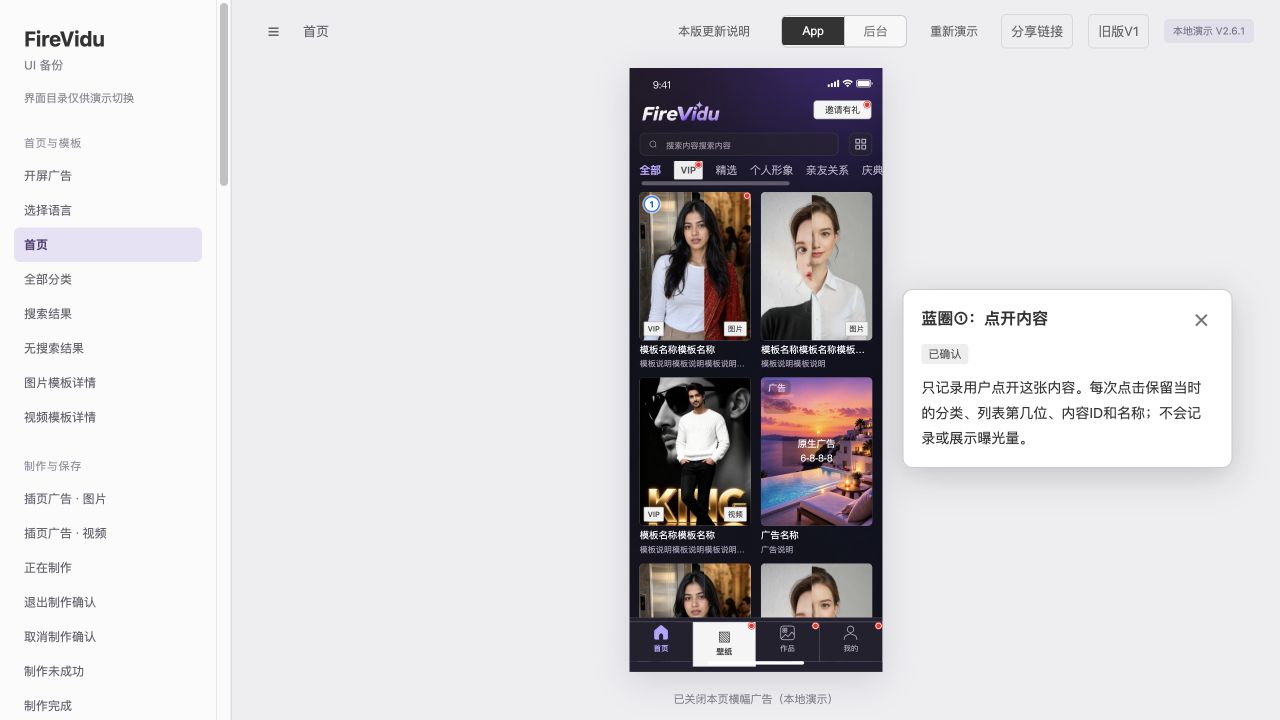 FireVidu
UI 备份
界面目录仅供演示切换
首页与模板
开屏广告
选择语言
首页
全部分类
搜索结果
无搜索结果
图片模板详情
视频模板详情
制作与保存
插页广告 · 图片
插页广告 · 视频
正在制作
退出制作确认
取消制作确认
制作未成功
制作完成
首页
本版更新说明
App
后台
重新演示
分享链接
旧版V1
本地演示 V2.6.1
9:41
FireVidu
邀请有礼
搜索内容搜索内容
全部
VIP
精选
个人形象
亲友关系
庆典
1
VIP
图片
图片
模板名称模板名称
模板名称模板名称模板…
模板说明模板说明模板说明…
模板说明模板说明
KING
VIP
视频
广告
原生广告
6-8-8-8
模板名称模板名称
广告名称
模板说明模板说明模板说明…
广告说明
首页
壁纸
作品
我的
已关闭本页横幅广告（本地演示）
蓝圈①：点开内容
已确认
只记录用户点开这张内容。每次点击保留当时
的分类、列表第几位、内容ID和名称；不会记
录或展示曝光量。